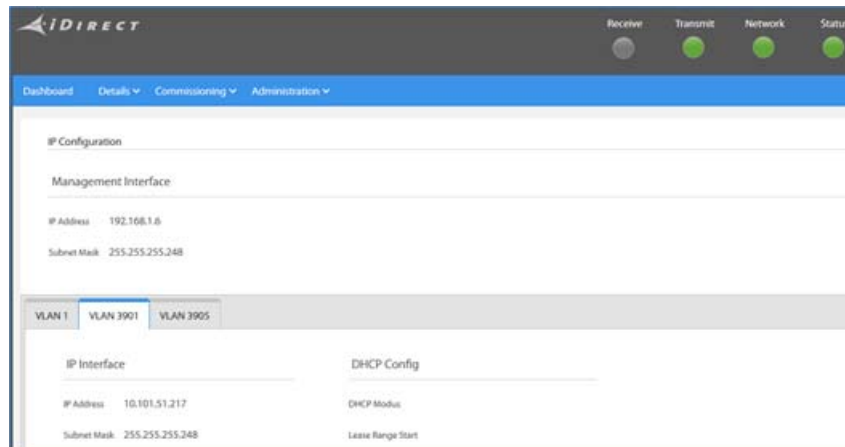 iDIRECT
Receive Transmit Network Statu
Dashboard Details Commissioning Administration
IP Configuration
Management Interface
IP Address 192.168.1.6
Subnet Mask 255.255.255.248
VLAN 1 VLAN 3901 VLAN 3905
IP Interface DHCP Config
IP Address 10.101.51.217 DHCP Modus
Subnet Mask 255.255.255.248 Lease Range Start